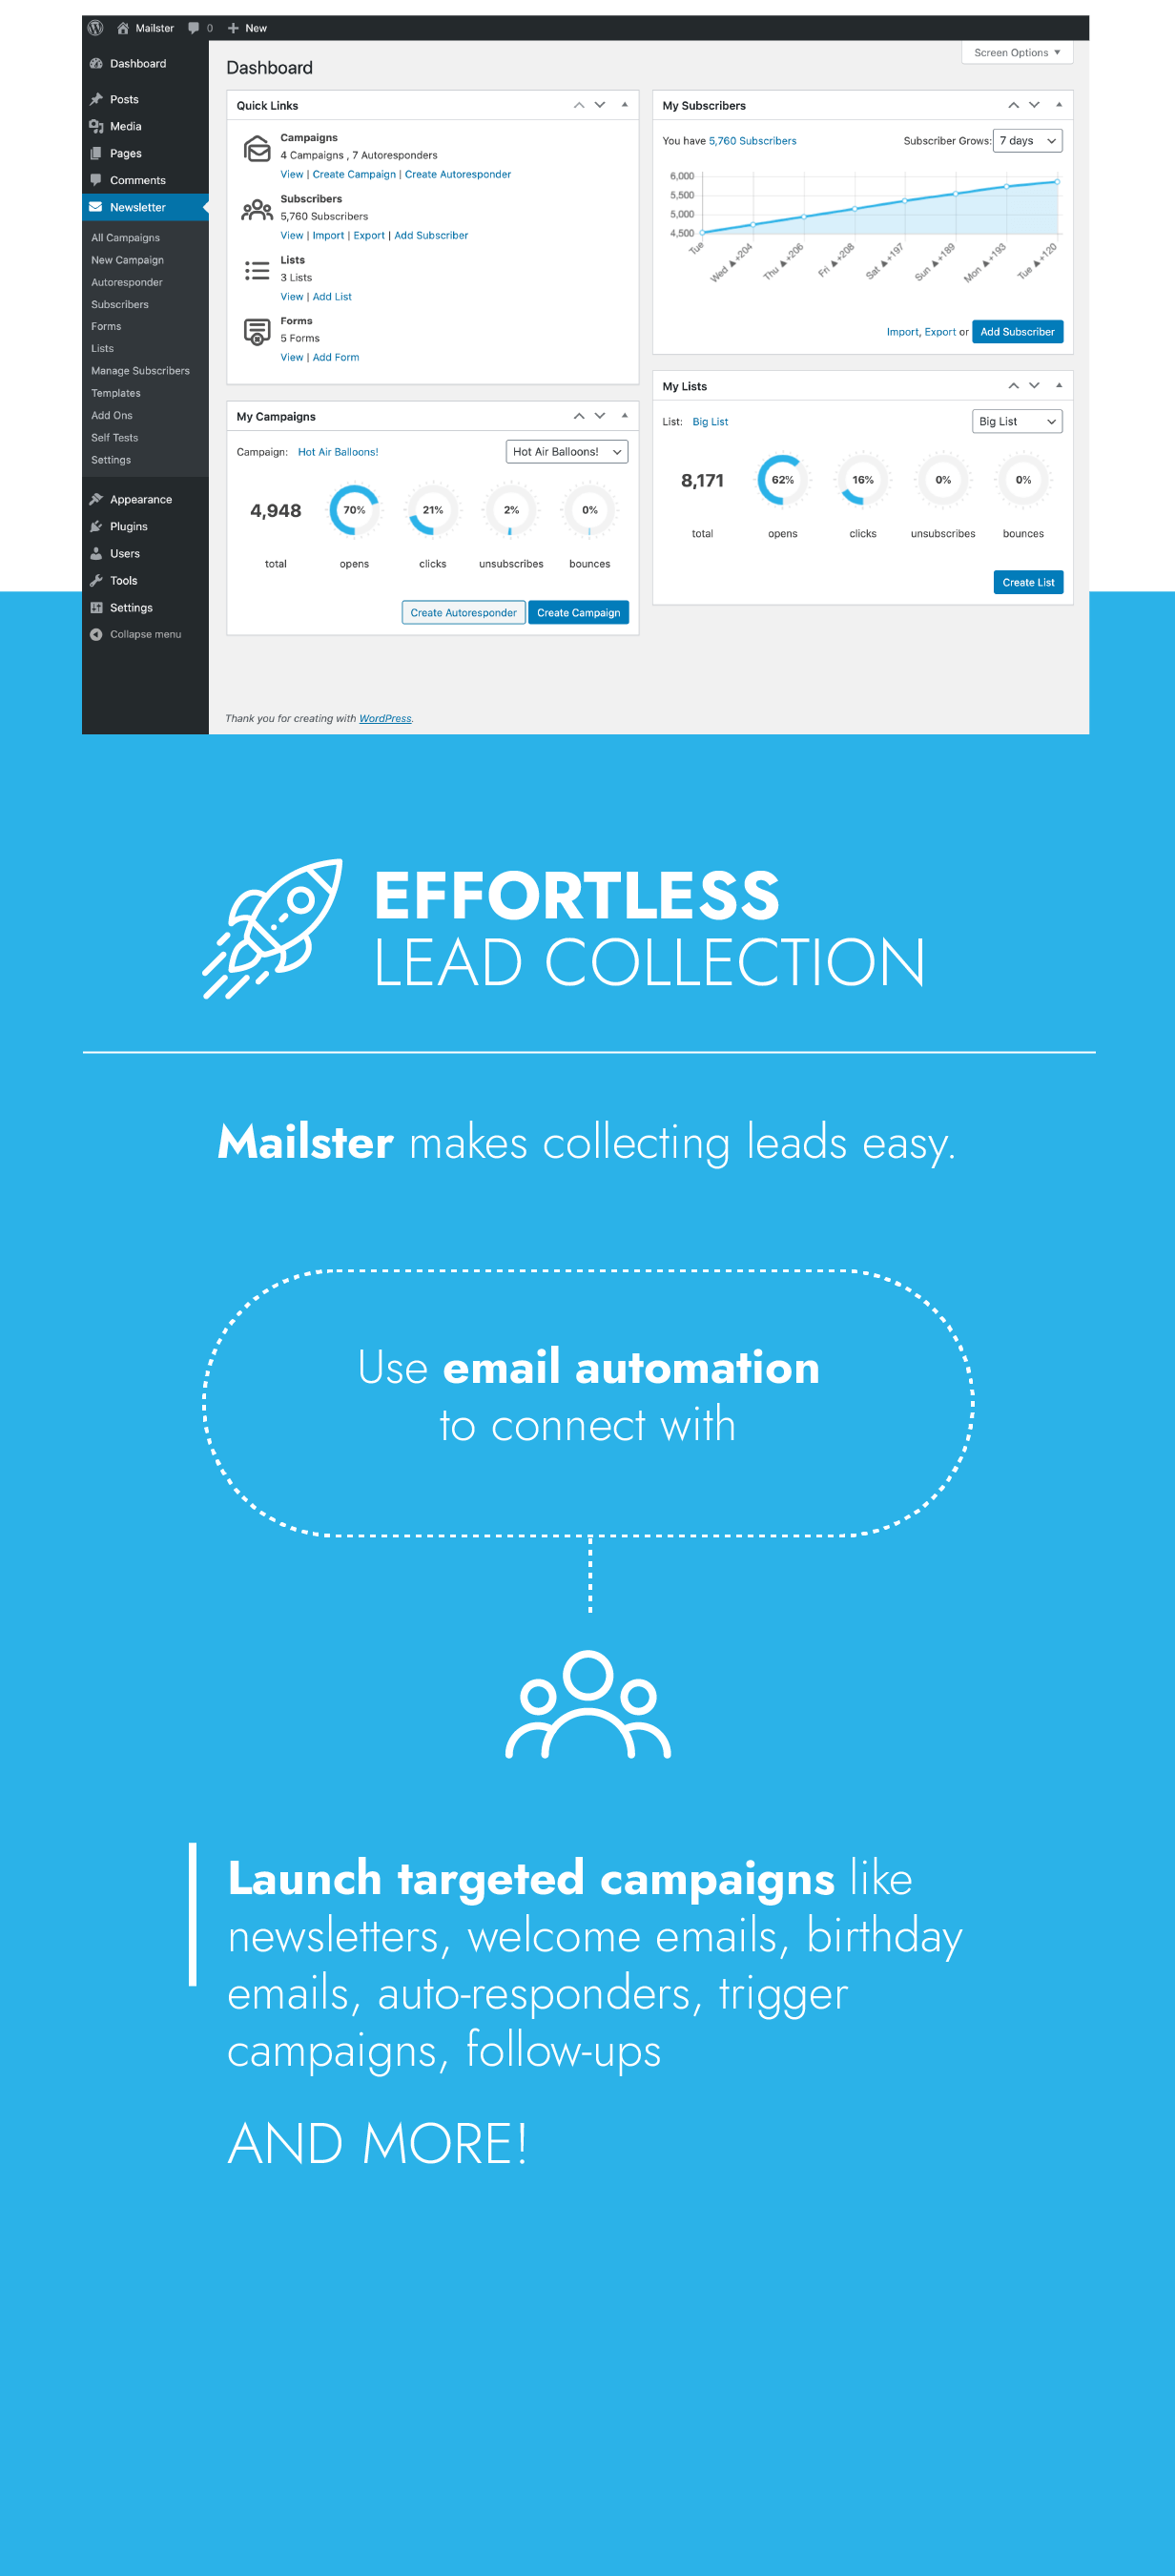 Mailster 0 New
Dashboard
Posts
Media
Pages
Comments
Newsletter
All Campaigns
New Campaign
Autoresponder
Subscribers
Forms
Lists
Manage Subscribers
Templates
Add Ons
Self Tests
Settings
Appearance
Plugins
Users
Tools
Settings
Collapse menu
Screen Options
Dashboard
Quick Links
Campaigns
4 Campaigns , 7 Autoresponders
View | Create Campaign | Create Autoresponder
Subscribers
5,760 Subscribers
View | Import | Export | Add Subscriber
Lists
3 Lists
View | Add List
Forms
5 Forms
View | Add Form
My Campaigns
Campaign: Hot Air Balloons! Hot Air Balloons!
4,948 70% 21% 2% 0%
total opens clicks unsubscribes bounces
Create Autoresponder Create Campaign
My Subscribers
You have 5,760 Subscribers Subscriber Grows: 7 days
6,000
5,500
5,000
4,500
Tue Wed ▲+204 Thu ▲+206 Fri ▲+208 Sat ▲+197 Sun ▲+189 Mon ▲+193 Tue ▲+120
Import, Export or Add Subscriber
My Lists
List: Big List Big List
8,171 62% 16% 0% 0%
total opens clicks unsubscribes bounces
Create List
Thank you for creating with WordPress.
EFFORTLESS
LEAD COLLECTION
Mailster makes collecting leads easy.
Use email automation
to connect with
Launch targeted campaigns like
newsletters, welcome emails, birthday
emails, auto-responders, trigger
campaigns, follow-ups
AND MORE!